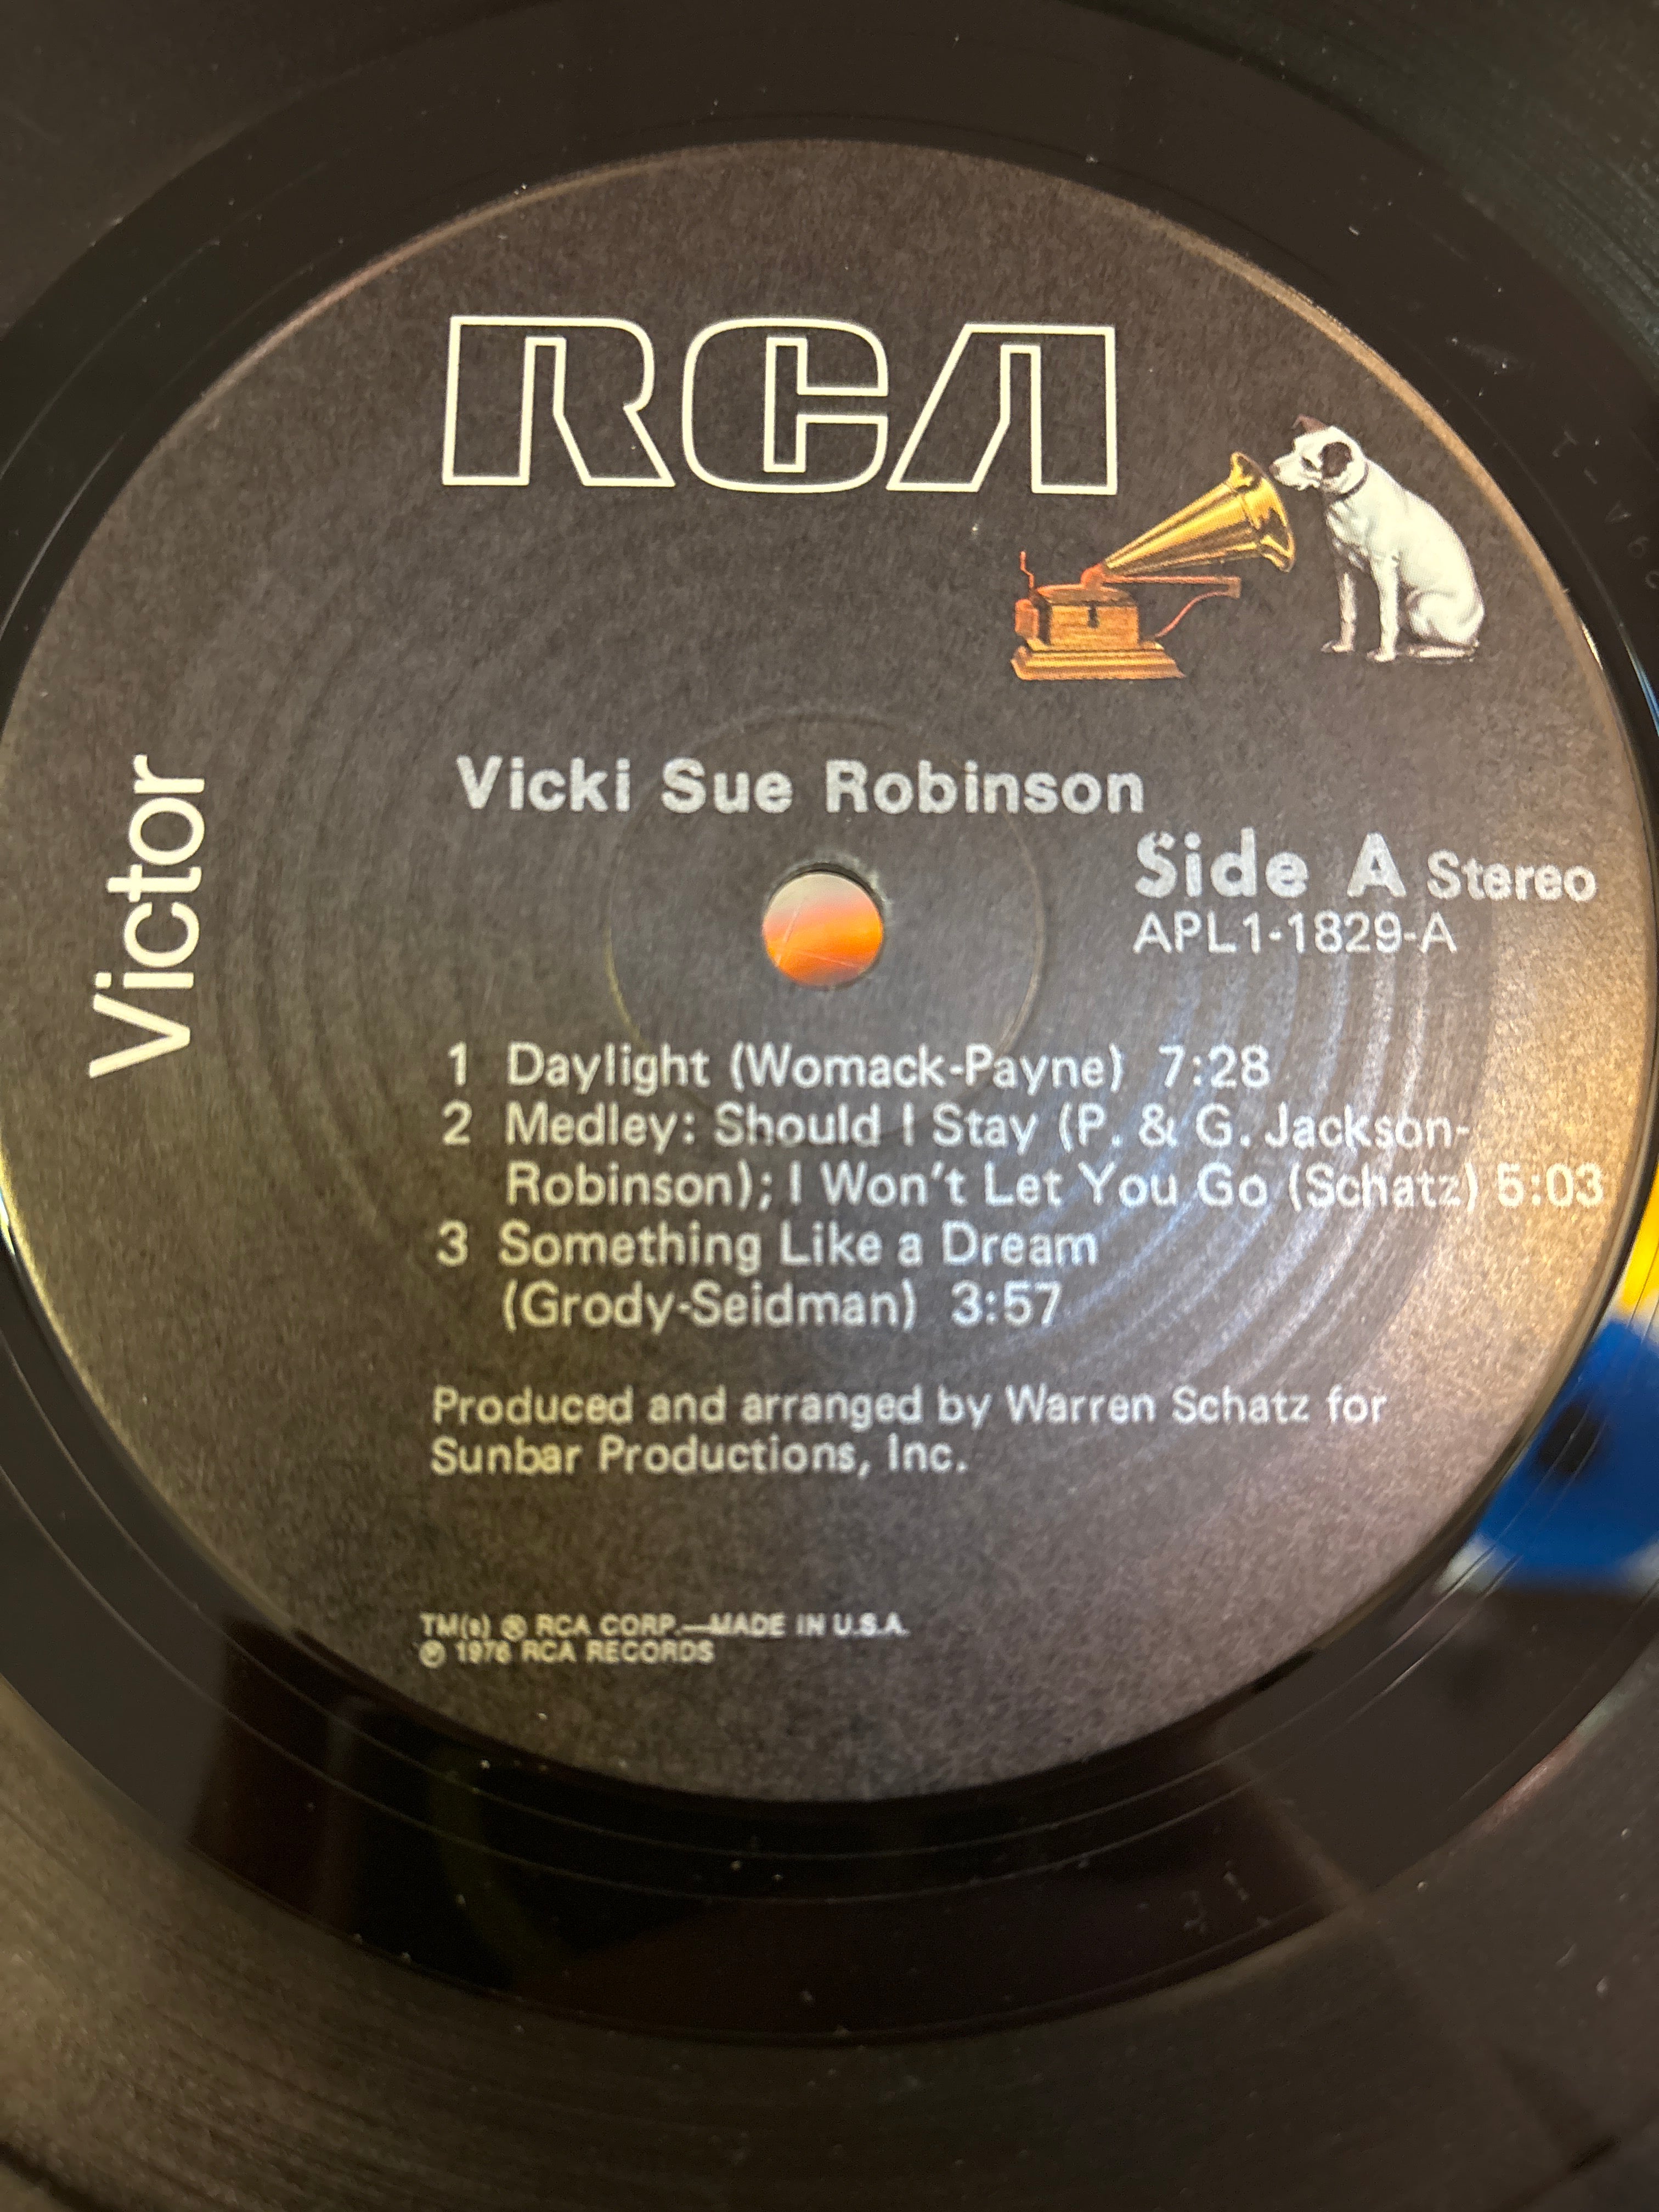 RCA
Victor
Vicki Sue Robinson
Side A Stereo
APL1-1829-A
1 Daylight (Womack-Payne) 7:28
2 Medley: Should I Stay (P. & G. Jackson-
Robinson); I Won't Let You Go (Schatz) 5:03
3 Something Like a Dream
(Grody-Seidman) 3:57
Produced and arranged by Warren Schatz for
Sunbar Productions, Inc.
TM(s) ® RCA CORP.—MADE IN U.S.A.
℗ 1976 RCA RECORDS